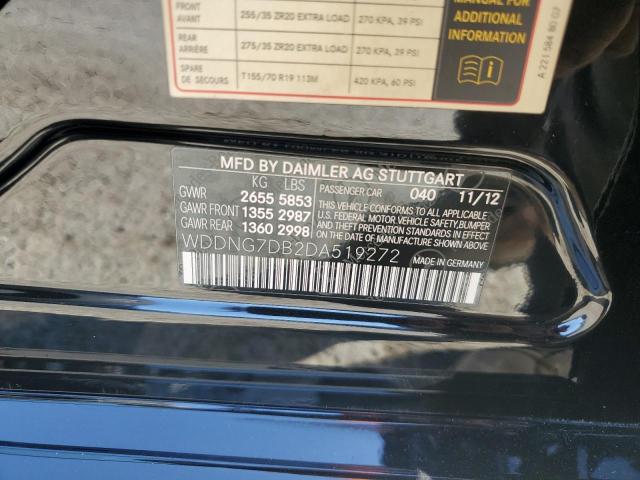 FRONT
AVANT
255/35 ZR20 EXTRA LOAD
270 KPA, 39 PSI
REAR
ARRIÈRE
275/35 ZR20 EXTRA LOAD
270 KPA, 39 PSI
SPARE
DE SECOURS
T155/70 R19 113M
420 KPA, 60 PSI
MANUAL FOR
ADDITIONAL
INFORMATION
A 221 584 80 07
MFD BY DAIMLER AG STUTTGART
KG LBS
GVWR 2655 5853
GAWR FRONT 1355 2987
GAWR REAR 1360 2998
PASSENGER CAR 040 11/12
THIS VEHICLE CONFORMS TO ALL APPLICABLE
U.S. FEDERAL MOTOR VEHICLE SAFETY,BUMPER
AND THEFT PREVENTION STANDARDS IN EFFECT
ON THE DATE OF MANUFACTURE SHOWN ABOVE.
WDDNG7DB2DA519272
MADE IN GERMANY